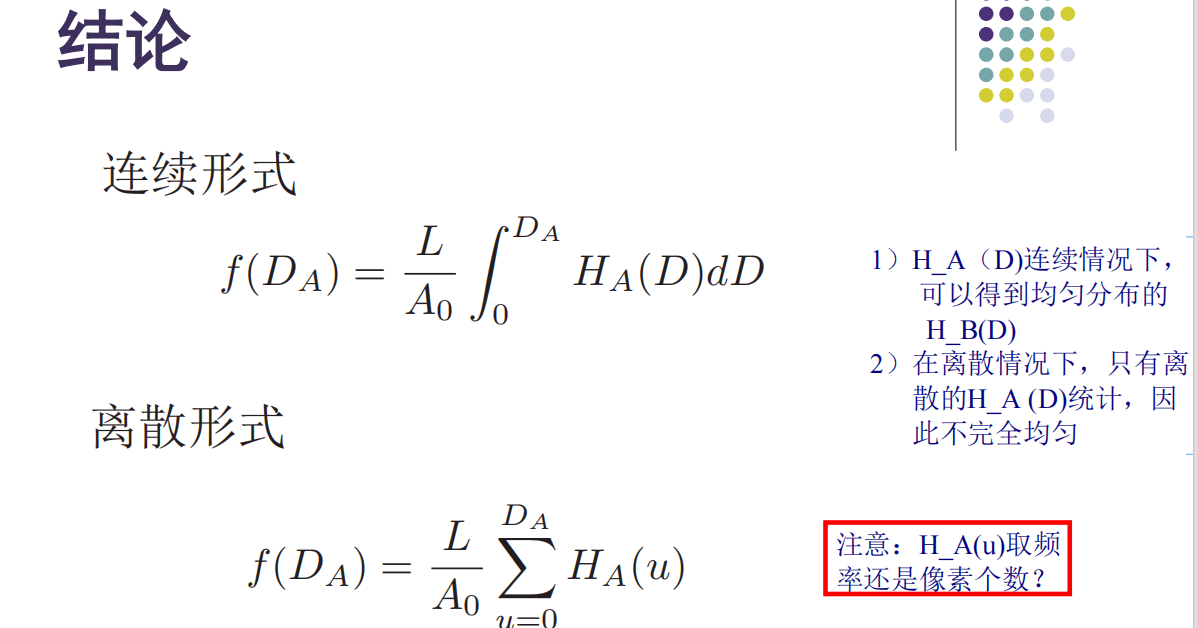 结论
连续形式
f(D_A) = \frac{L}{A_0} \int_0^{D_A} H_A(D)dD
1）H_A（D)连续情况下，
可以得到均匀分布的
H_B(D)
2）在离散情况下，只有离
散的H_A (D)统计，因
此不完全均匀
离散形式
f(D_A) = \frac{L}{A_0} \sum_{u=0}^{D_A} H_A(u)
注意：H_A(u)取频
率还是像素个数？